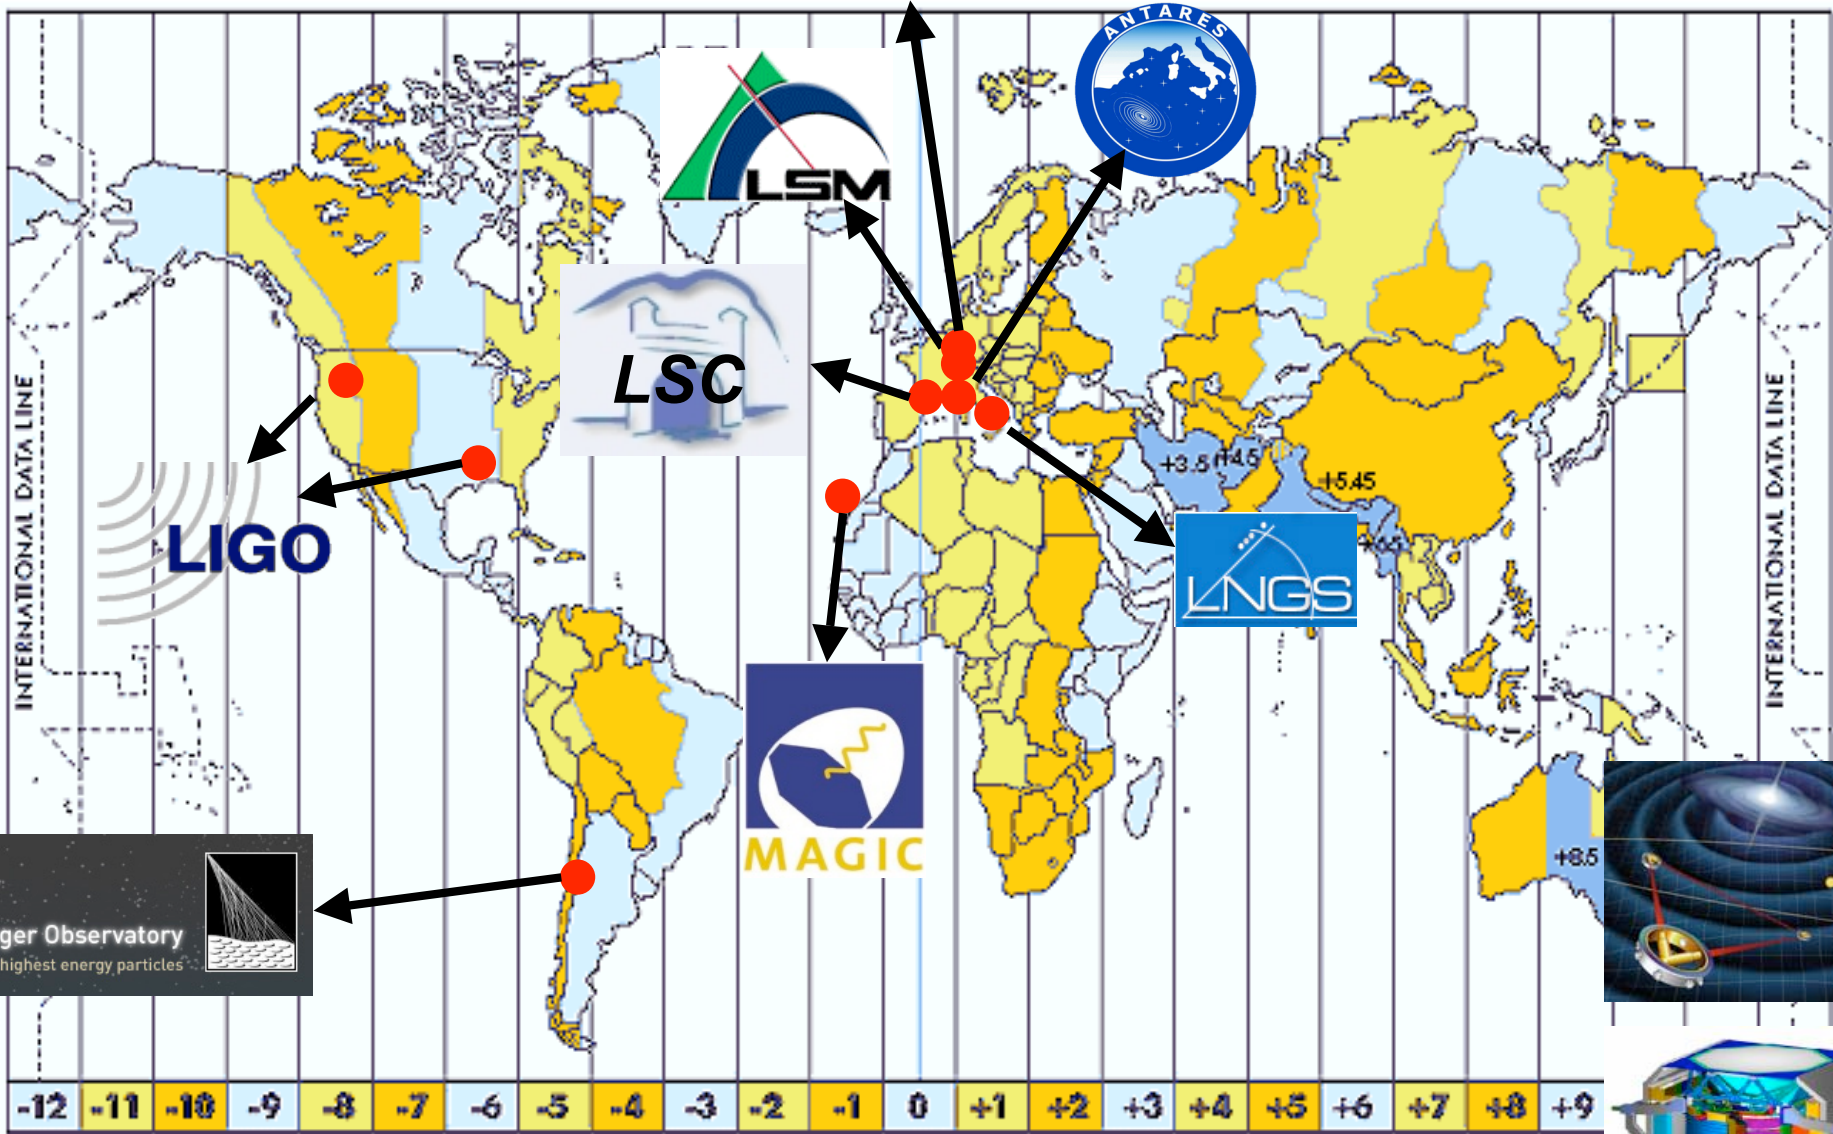 ANTARES
LSM
LSC
INTERNATIONAL DATA LINE
INTERNATIONAL DATA LINE
+3.5
+4.5
+5.45
LIGO
LNGS
MAGIC
+8.5
ger Observatory
highest energy particles
-12 -11 -10 -9 -8 -7 -6 -5 -4 -3 -2 -1 0 +1 +2 +3 +4 +5 +6 +7 +8 +9